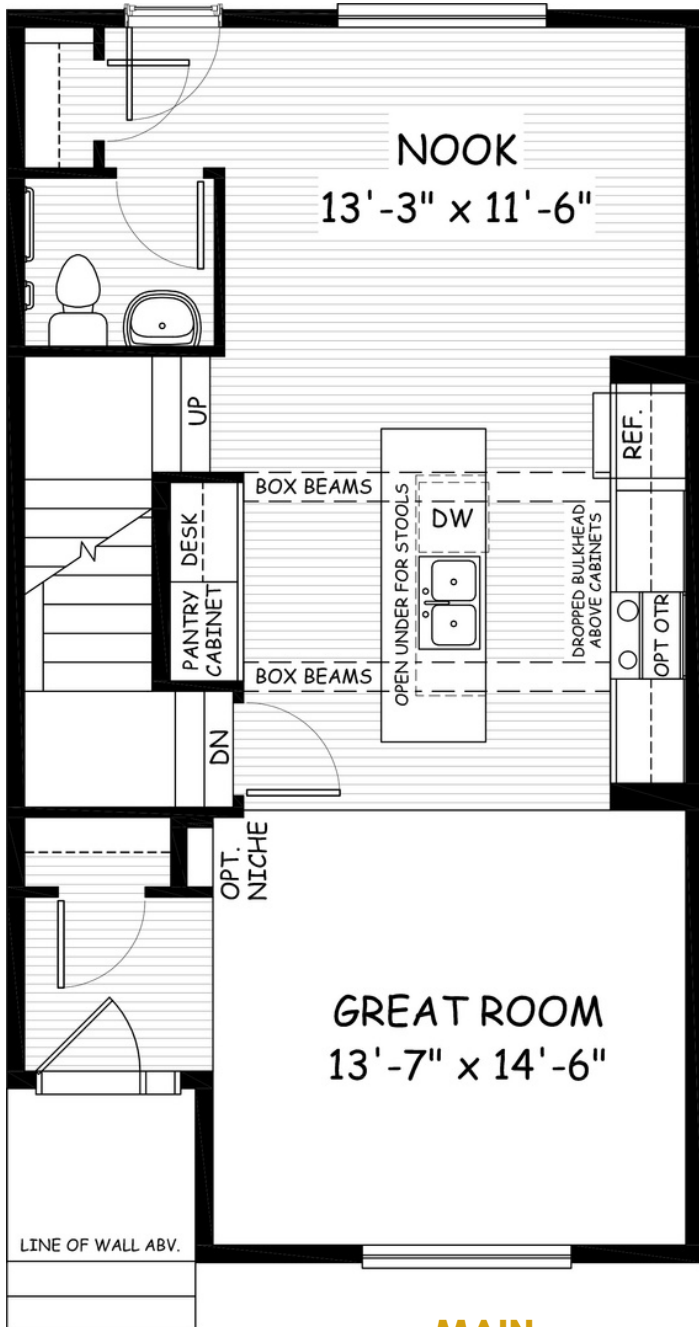 NOOK
13'-3" x 11'-6"
UP
REF.
BOX BEAMS
DESK
PANTRY
CABINET
OPEN UNDER FOR STOOLS
DW
DROPPED BULKHEAD
ABOVE CABINETS
OPT OTR
BOX BEAMS
DN
OPT.
NICHE
GREAT ROOM
13'-7" x 14'-6"
LINE OF WALL ABV.
MAIN